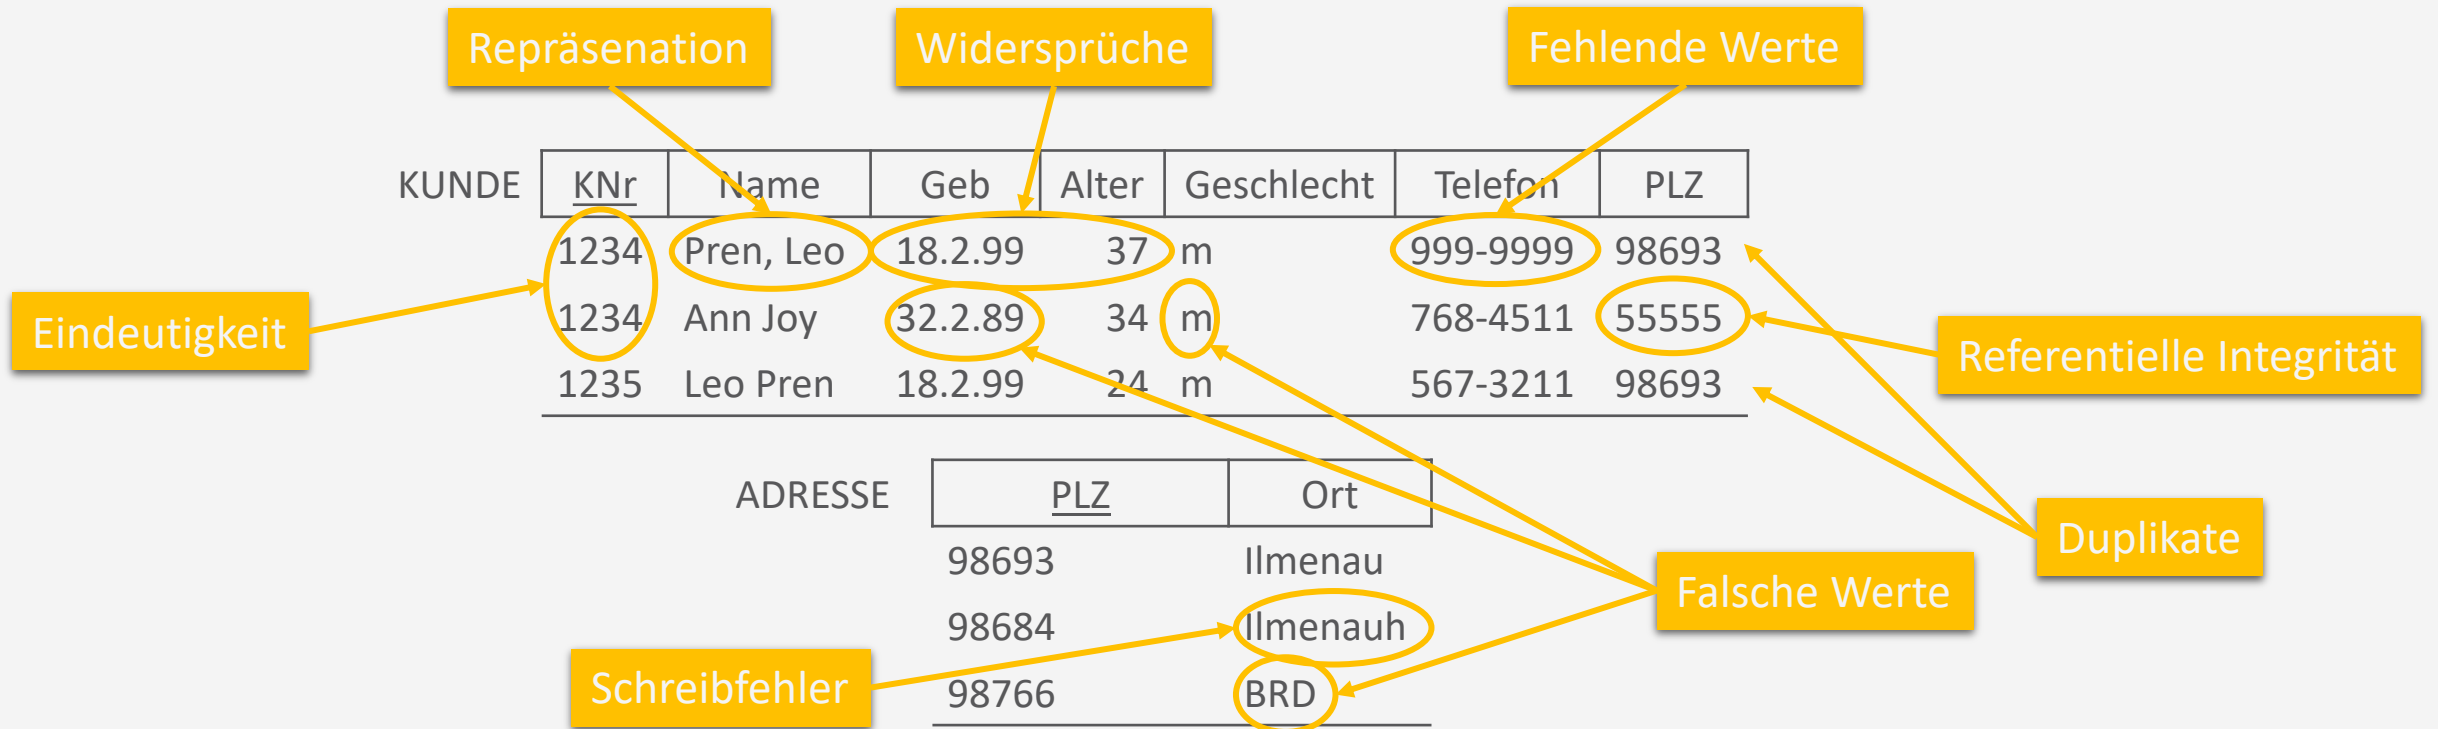 Repräsenation Widersprüche Fehlende Werte
KUNDE KNr Name Geb Alter Geschlecht Telefon PLZ
1234 Pren, Leo 18.2.99 37 m 999-9999 98693
1234 Ann Joy 32.2.89 34 m 768-4511 55555
Eindeutigkeit
Referentielle Integrität
1235 Leo Pren 18.2.99 24 m 567-3211 98693
ADRESSE PLZ Ort
Duplikate
98693 Ilmenau
Falsche Werte
98684 Ilmenauh
Schreibfehler
98766 BRD